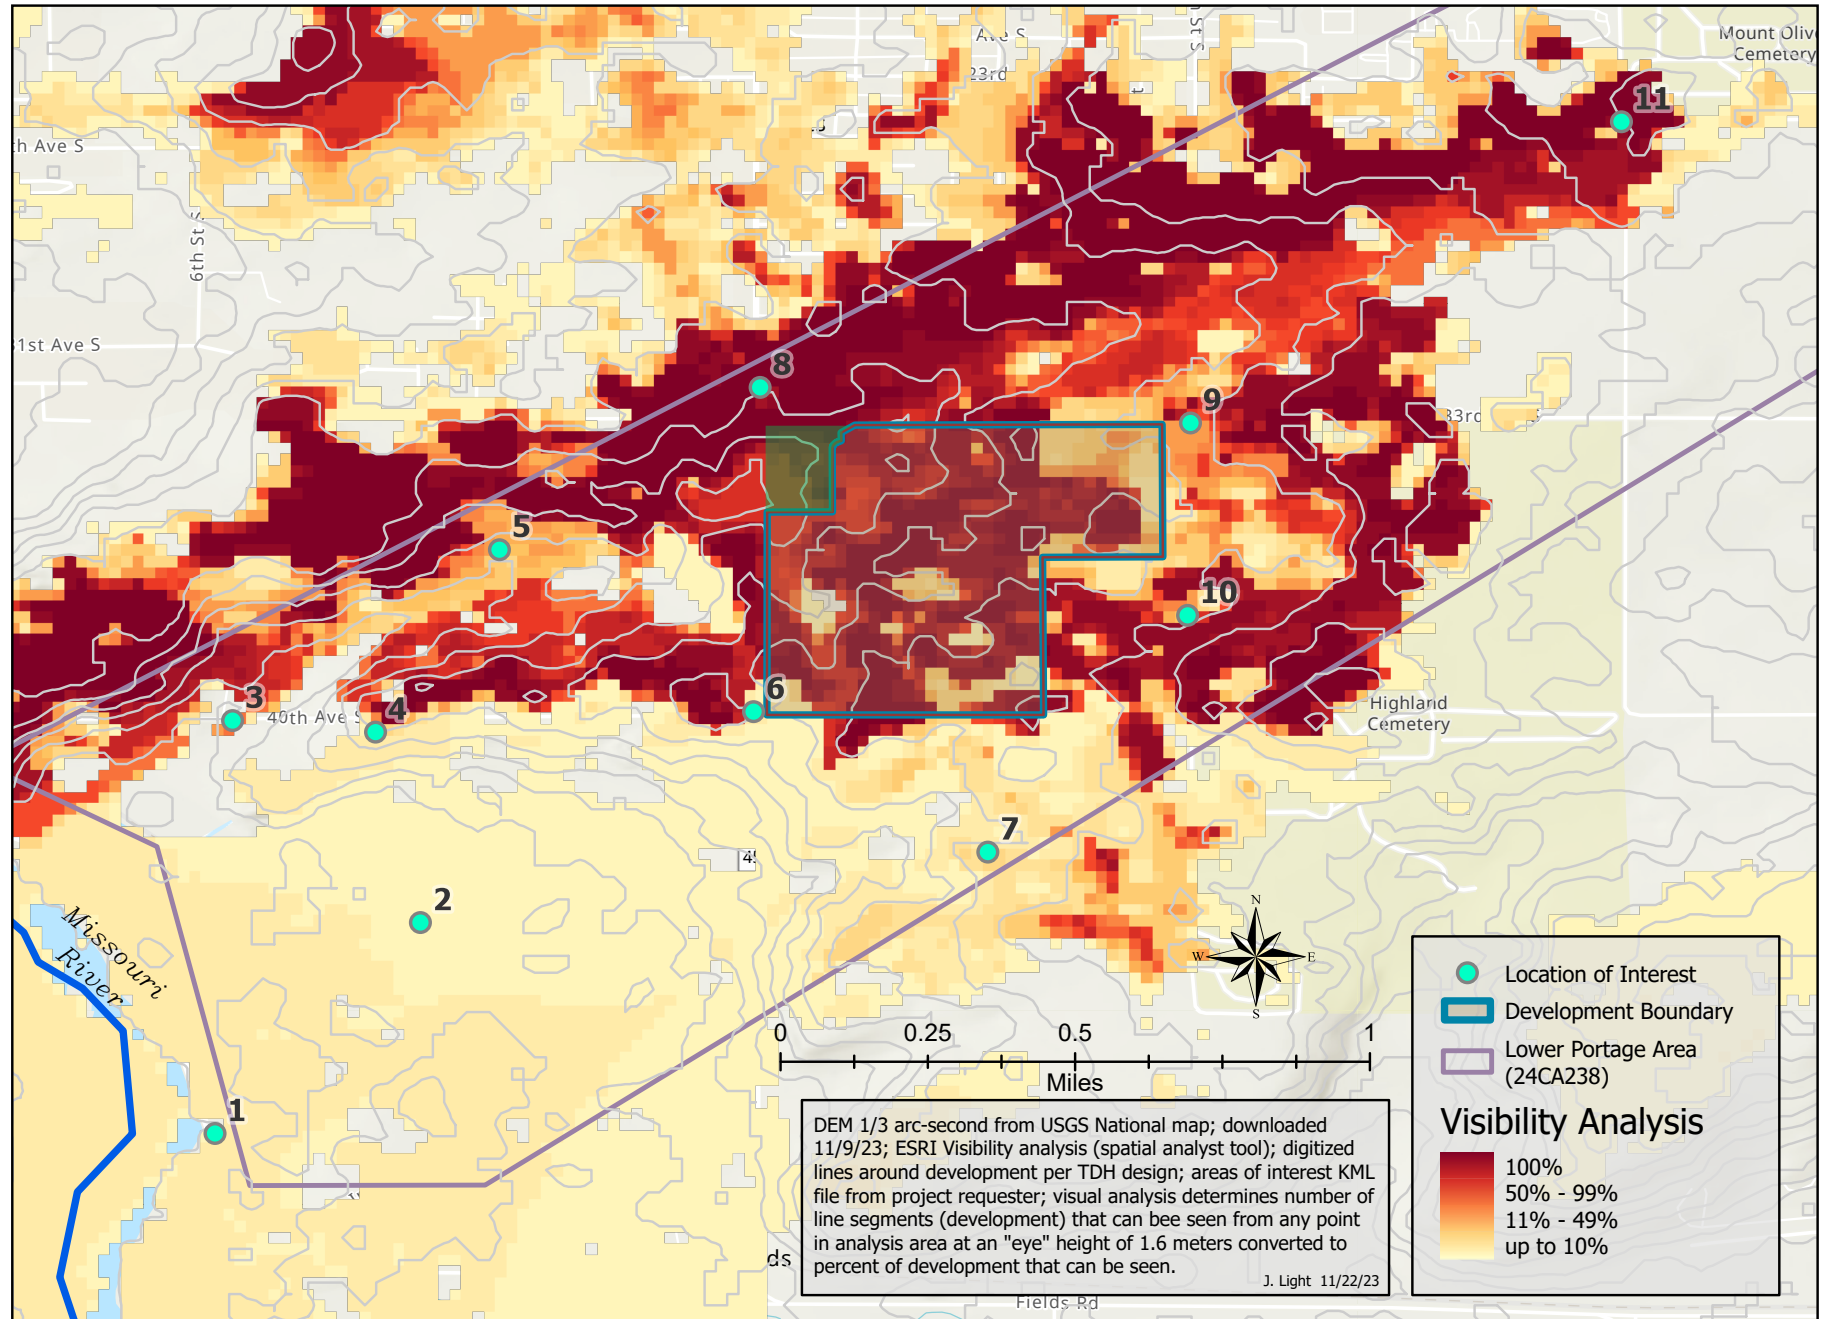 Mount Olive
Cemetery
Ave S
St S
23rd
11
th Ave S
6th St S
31st Ave S
8
9
33rd
5
10
6
3
40th Ave S
4
Highland
Cemetery
7
2
Missouri
River
1
N
W
E
S
0 0.25 0.5 1
Miles
Location of Interest
Development Boundary
Lower Portage Area
(24CA238)
Visibility Analysis
100%
50% - 99%
11% - 49%
up to 10%
DEM 1/3 arc-second from USGS National map; downloaded
11/9/23; ESRI Visibility analysis (spatial analyst tool); digitized
lines around development per TDH design; areas of interest KML
file from project requester; visual analysis determines number of
line segments (development) that can bee seen from any point
in analysis area at an "eye" height of 1.6 meters converted to
percent of development that can be seen.
J. Light 11/22/23
ds
Fields Rd